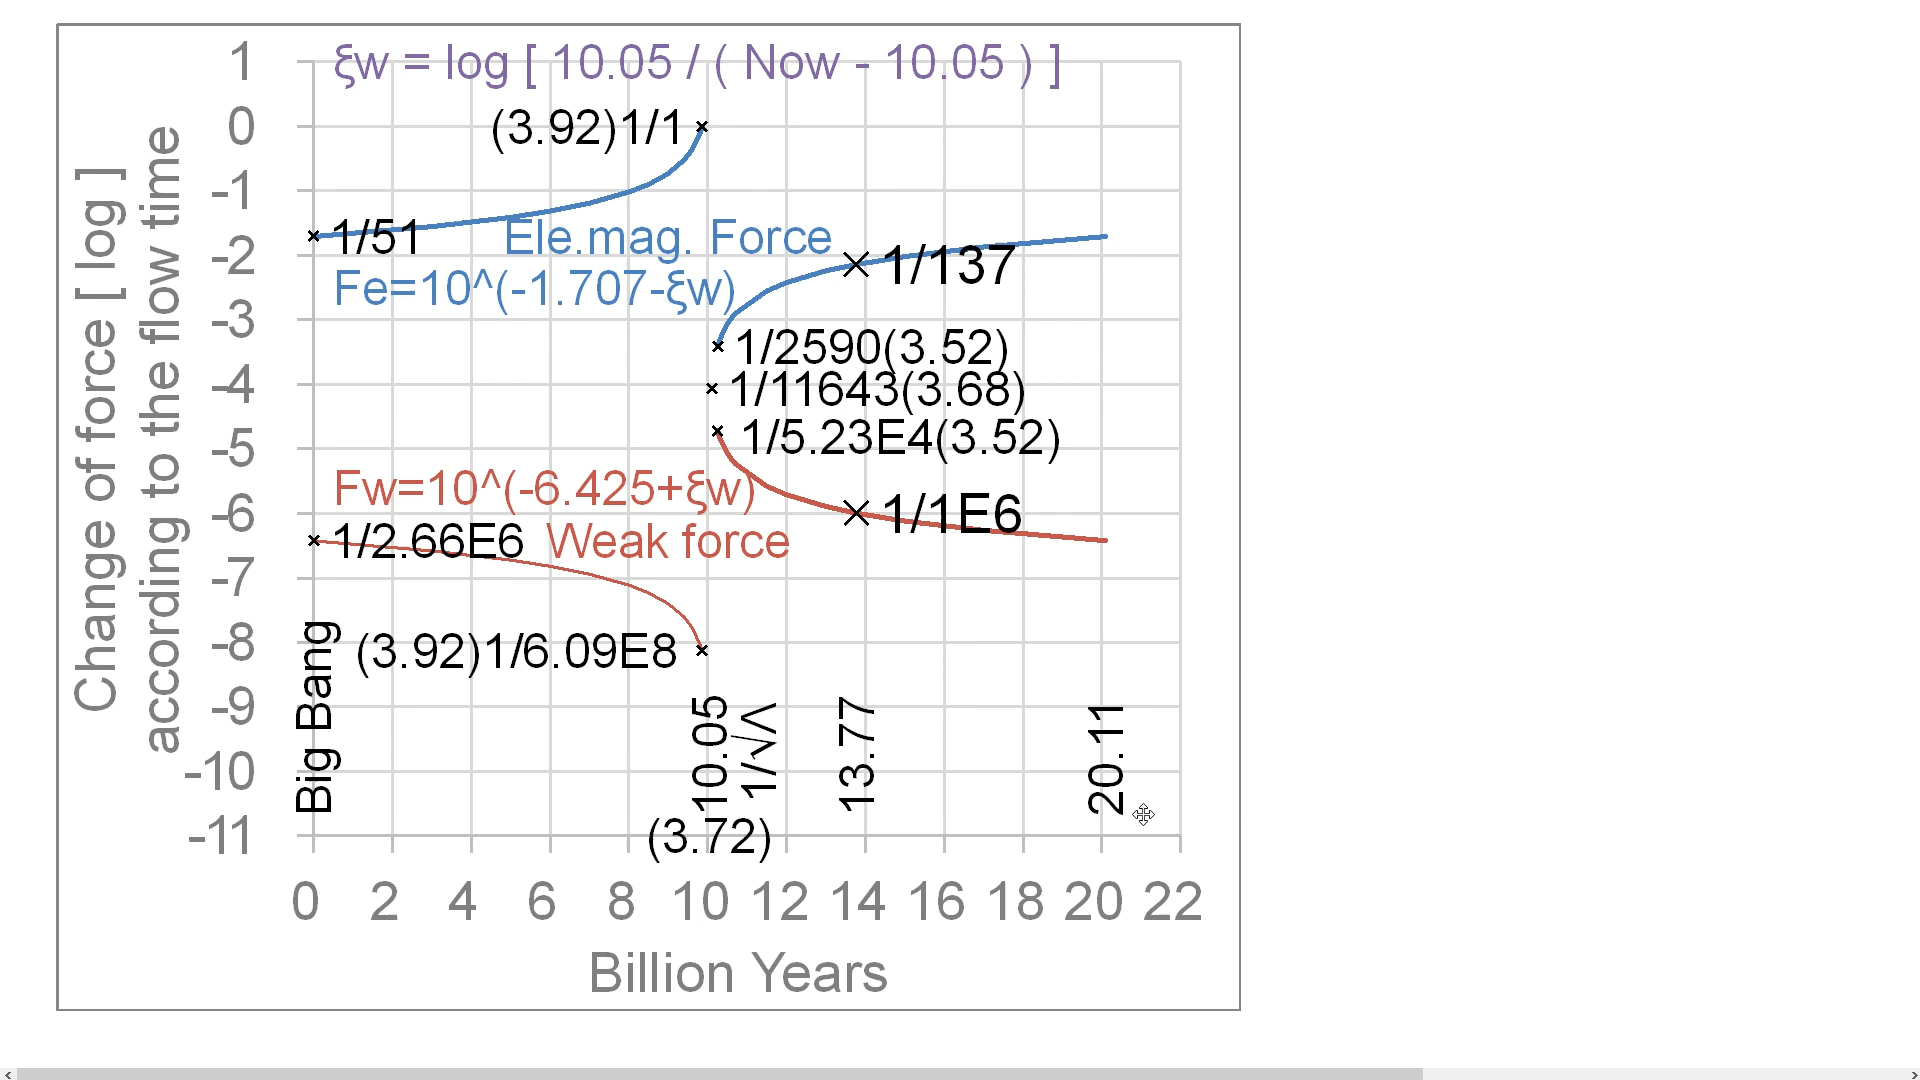 ξw = log [ 10.05 / ( Now - 10.05 ) ]
Change of force [ log ]
according to the flow time
1
0
-1
-2
-3
-4
-5
-6
-7
-8
-9
-10
-11
(3.92)1/1
1/51
Ele.mag. Force
1/137
Fe=10^(-1.707-ξw)
1/2590(3.52)
1/11643(3.68)
1/5.23E4(3.52)
Fw=10^(-6.425+ξw)
1/1E6
1/2.66E6
Weak force
(3.92)1/6.09E8
Big Bang
10.05
1/√Λ
13.77
20.11
(3.72)
0 2 4 6 8 10 12 14 16 18 20 22
Billion Years